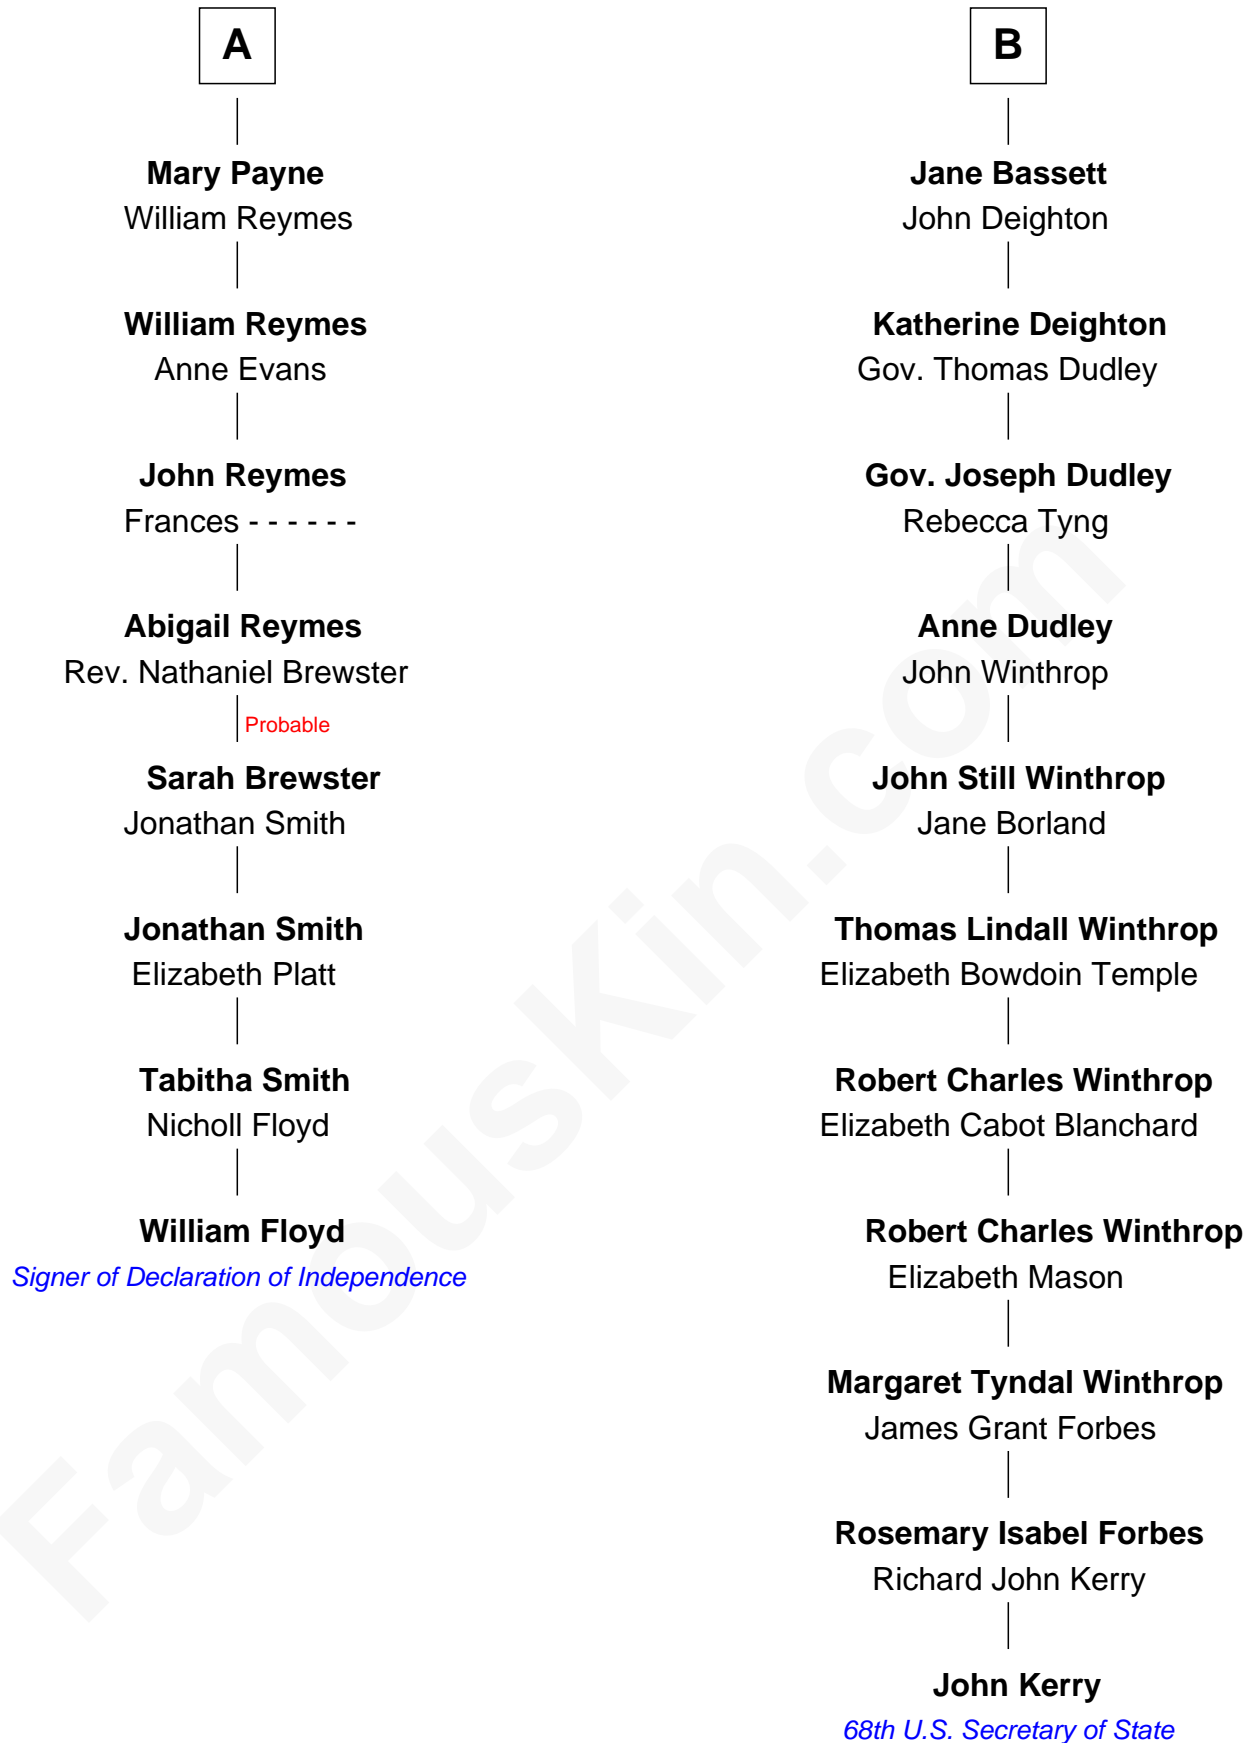 A
Mary Payne
William Reymes
William Reymes
Anne Evans
John Reymes
Frances - - - - - -
Abigail Reymes
Rev. Nathaniel Brewster
Probable
Sarah Brewster
Jonathan Smith
Jonathan Smith
Elizabeth Platt
Tabitha Smith
Nicholl Floyd
William Floyd
Signer of Declaration of Independence
B
Jane Bassett
John Deighton
Katherine Deighton
Gov. Thomas Dudley
Gov. Joseph Dudley
Rebecca Tyng
Anne Dudley
John Winthrop
John Still Winthrop
Jane Borland
Thomas Lindall Winthrop
Elizabeth Bowdoin Temple
Robert Charles Winthrop
Elizabeth Cabot Blanchard
Robert Charles Winthrop
Elizabeth Mason
Margaret Tyndal Winthrop
James Grant Forbes
Rosemary Isabel Forbes
Richard John Kerry
John Kerry
68th U.S. Secretary of State
FamousKin.com